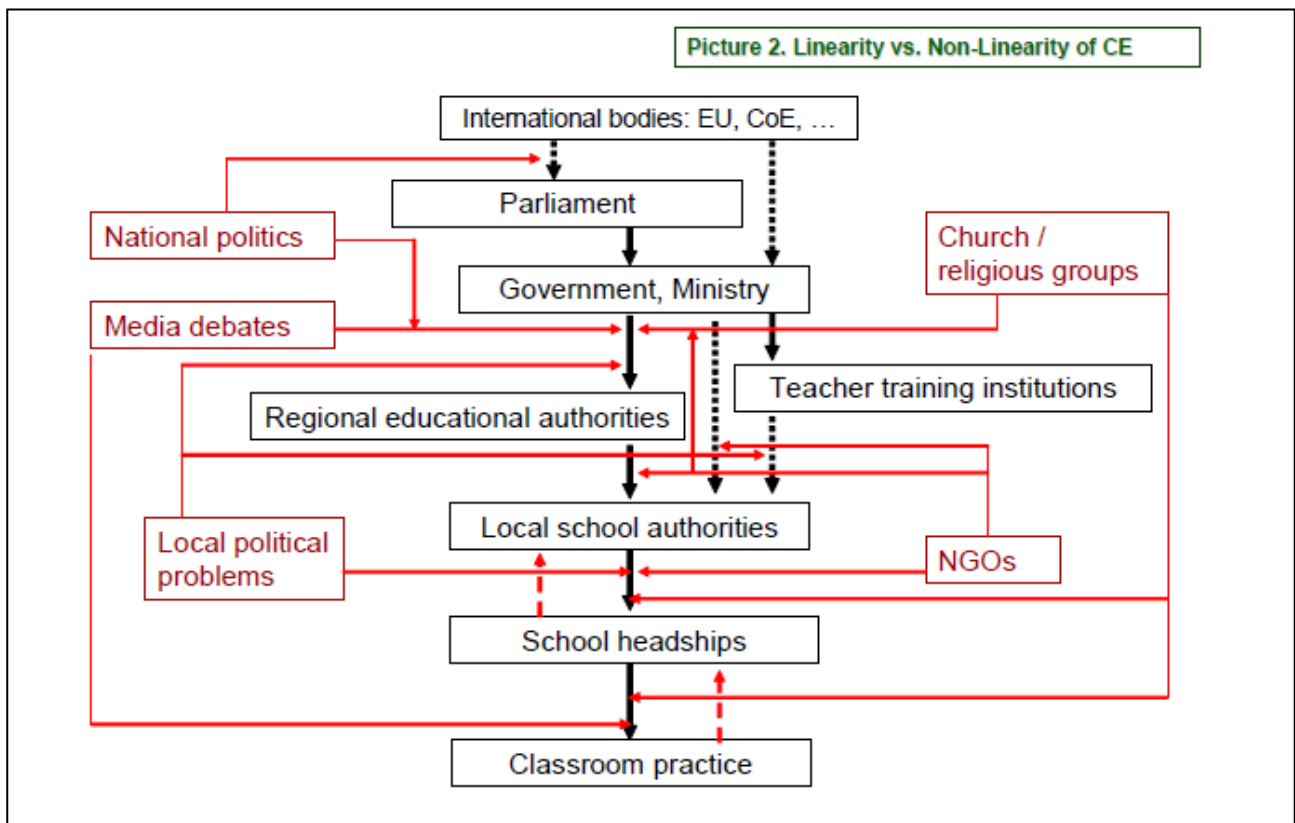 Picture 2. Linearity vs. Non-Linearity of CE
International bodies: EU, CoE, …
Parliament
National politics
Church /
religious groups
Government, Ministry
Media debates
Teacher training institutions
Regional educational authorities
Local school authorities
Local political
problems
NGOs
School headships
Classroom practice